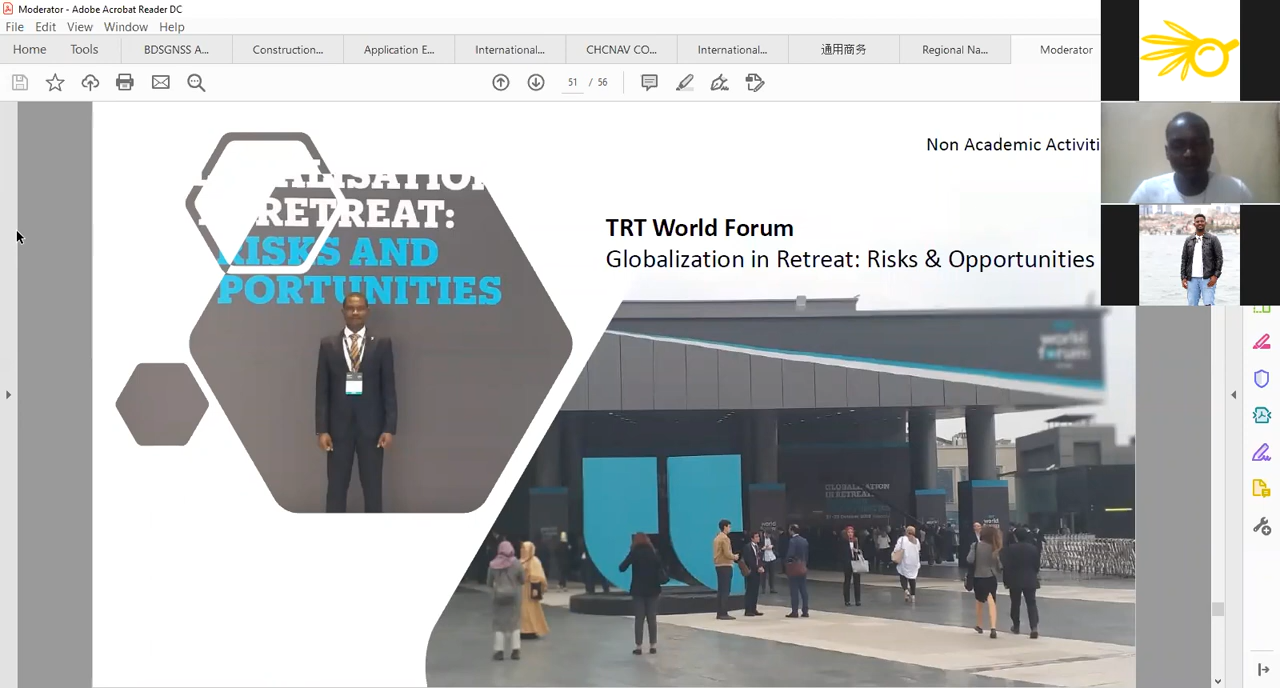 Moderator - Adobe Acrobat Reader DC
File Edit View Window Help
Home Tools BDSGNSS A... Construction... Application E... International... CHCNAV CO... International... 通用商务 Regional Na... Moderator
51 / 56
Non Academic Activiti
RETREAT:
RISKS AND
PORTUNITIES
TRT World Forum
Globalization in Retreat: Risks & Opportunities
world
forum
GLOBALISATION
IN RETREAT:
world
world